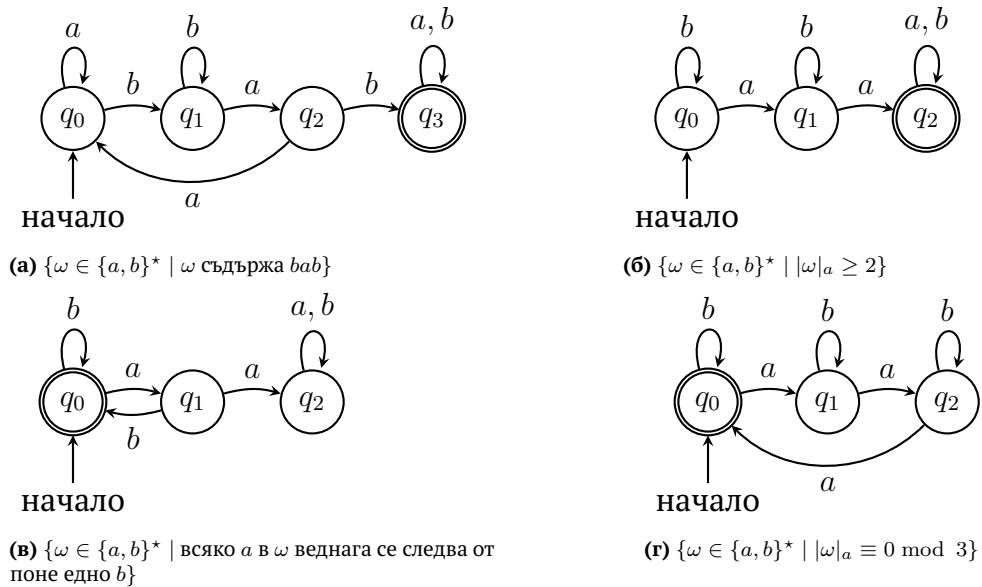 a b a, b b b a, b
q₀ b q₁ a q₂ b q₃ q₀ a q₁ a q₂
a
начало начало
(а) {ω ∈ {a, b}* | ω съдържа bab}
(б) {ω ∈ {a, b}* | |ω|ₐ ≥ 2}
b a, b b b b
q₀ a q₁ a q₂ q₀ a q₁ a q₂
b a
начало начало
(в) {ω ∈ {a, b}* | всяко a в ω веднага се следва от
поне едно b}
(г) {ω ∈ {a, b}* | |ω|ₐ ≡ 0 mod 3}